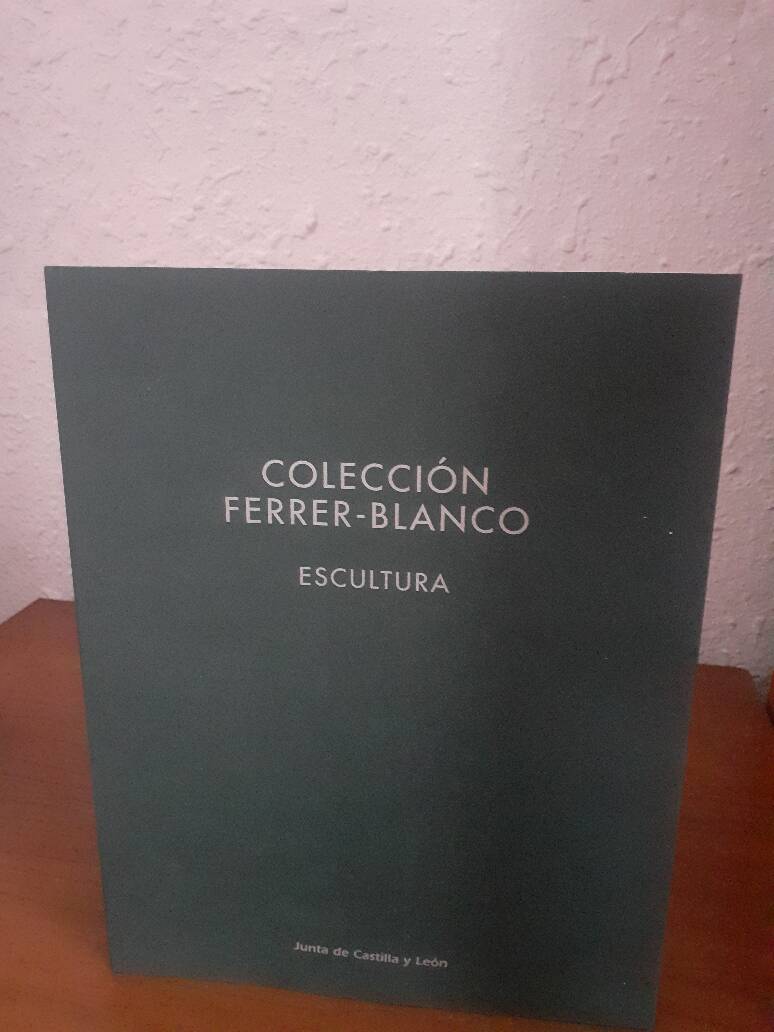 COLECCIÓN
FERRER-BLANCO
ESCULTURA
Junta de Castilla y León